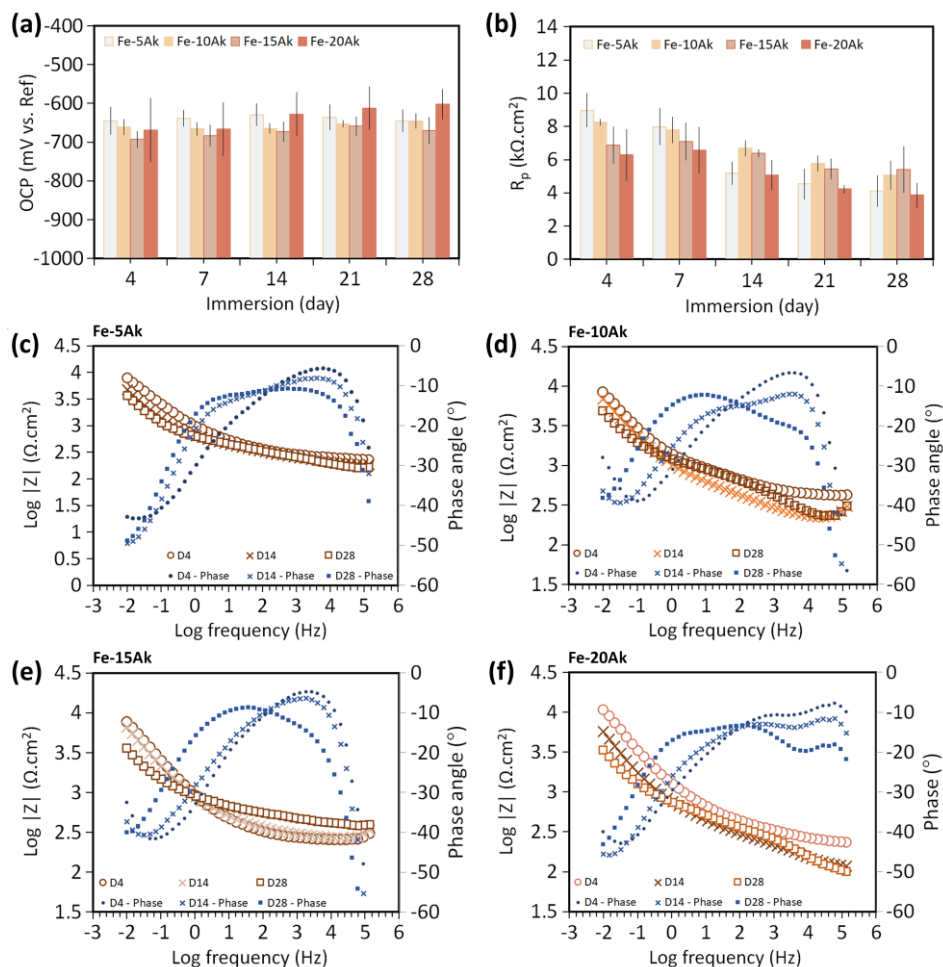 (a)
-400
-500
-600
-700
-800
-900
-1000
OCP (mV vs. Ref)
Fe-5Ak Fe-10Ak Fe-15Ak Fe-20Ak
4 7 14 21 28
Immersion (day)
(b)
14
12
10
8
6
4
2
0
Rp (kΩ.cm²)
Fe-5Ak Fe-10Ak Fe-15Ak Fe-20Ak
4 7 14 21 28
Immersion (day)
(c)
Fe-5Ak
4.5
4
3.5
3
2.5
2
1.5
1
0
Log |Z| (Ω.cm²)
0
-10
-20
-30
-40
-50
-60
Phase angle (°)
D4 D14 D28
D4 - Phase D14 - Phase D28 - Phase
-3 -2 -1 0 1 2 3 4 5 6
Log frequency (Hz)
(d)
Fe-10Ak
4.5
4
3.5
3
2.5
2
1.5
Log |Z| (Ω.cm²)
0
-10
-20
-30
-40
-50
-60
Phase angle (°)
D4 D14 D28
D4 - Phase D14 - Phase D28 - Phase
-3 -2 -1 0 1 2 3 4 5 6
Log frequency (Hz)
(e)
Fe-15Ak
4.5
4
3.5
3
2.5
2
1.5
Log |Z| (Ω.cm²)
0
-10
-20
-30
-40
-50
-60
Phase angle (°)
D4 D14 D28
D4 - Phase D14 - Phase D28 - Phase
-3 -2 -1 0 1 2 3 4 5 6
Log frequency (Hz)
(f)
Fe-20Ak
4.5
4
3.5
3
2.5
2
1.5
Log |Z| (Ω.cm²)
0
-10
-20
-30
-40
-50
-60
Phase angle (°)
D4 D14 D28
D4 - Phase D14 - Phase D28 - Phase
-3 -2 -1 0 1 2 3 4 5 6
Log frequency (Hz)